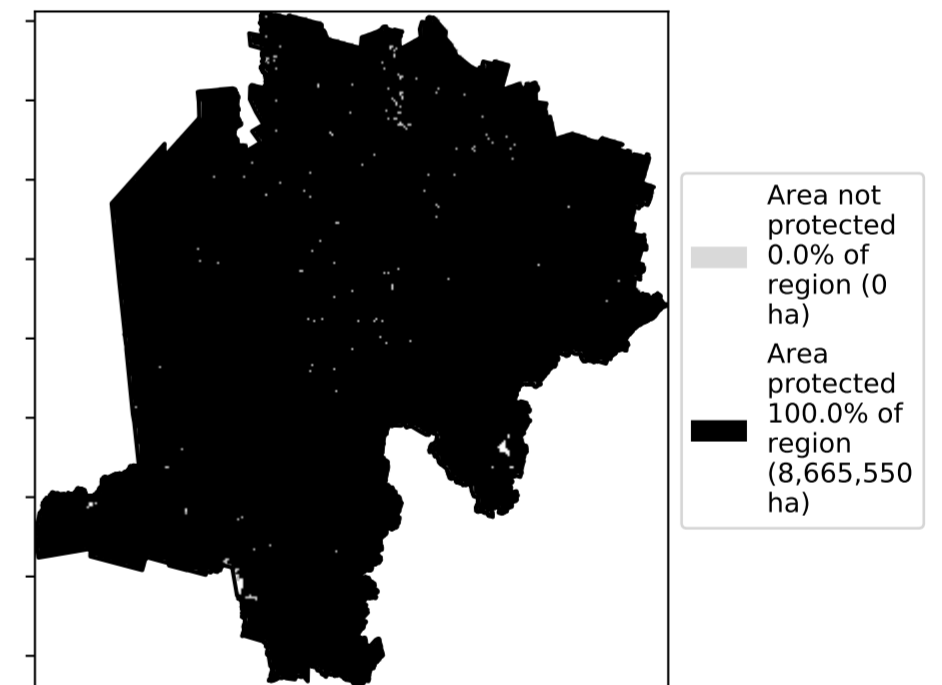 Area not
protected
0.0% of
region (0
ha)
Area
protected
100.0% of
region
(8,665,550
ha)